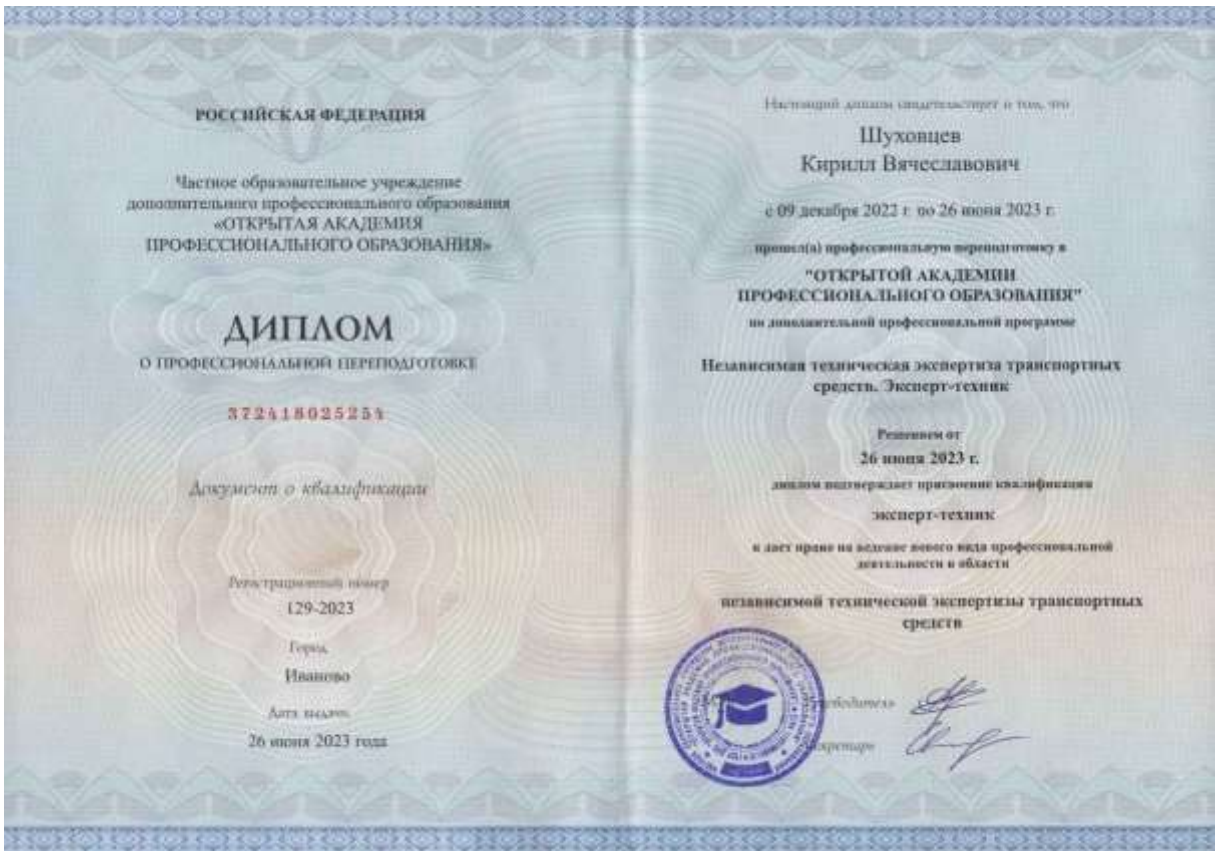 РОССИЙСКАЯ ФЕДЕРАЦИЯ
Частное образовательное учреждение
дополнительного профессионального образования
«ОТКРЫТАЯ АКАДЕМИЯ
ПРОФЕССИОНАЛЬНОГО ОБРАЗОВАНИЯ»
ДИПЛОМ
О ПРОФЕССИОНАЛЬНОЙ ПЕРЕПОДГОТОВКЕ
372418025254
Документ о квалификации
Регистрационный номер
129-2023
Город
Иваново
Дата выдачи
26 июня 2023 года
Настоящий диплом свидетельствует о том, что
Шуховцев
Кирилл Вячеславович
с 09 декабря 2022 г. по 26 июня 2023 г.
прошел(а) профессиональную переподготовку в
"ОТКРЫТОЙ АКАДЕМИИ
ПРОФЕССИОНАЛЬНОГО ОБРАЗОВАНИЯ"
по дополнительной профессиональной программе
Независимая техническая экспертиза транспортных
средств. Эксперт-техник
Решением от
26 июня 2023 г.
диплом подтверждает присвоение квалификации
эксперт-техник
и дает право на ведение нового вида профессиональной
деятельности в области
независимой технической экспертизы транспортных
средств